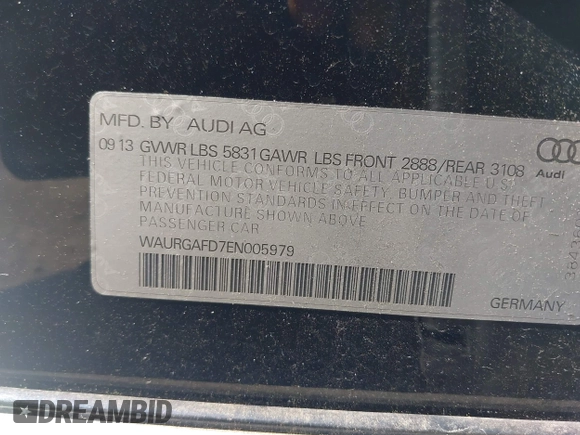 MFD. BY AUDI AG
09 13 GVWR LBS 5831 GAWR LBS FRONT 2888/REAR 3108
THIS VEHICLE CONFORMS TO ALL APPLICABLE U.S.
FEDERAL MOTOR VEHICLE SAFETY, BUMPER AND THEFT
PREVENTION STANDARDS IN EFFECT ON THE DATE OF
MANUFACTURE SHOWN ABOVE
PASSENGER CAR
WAURGAFD7EN005979
Audi
GERMANY
DREAMBID